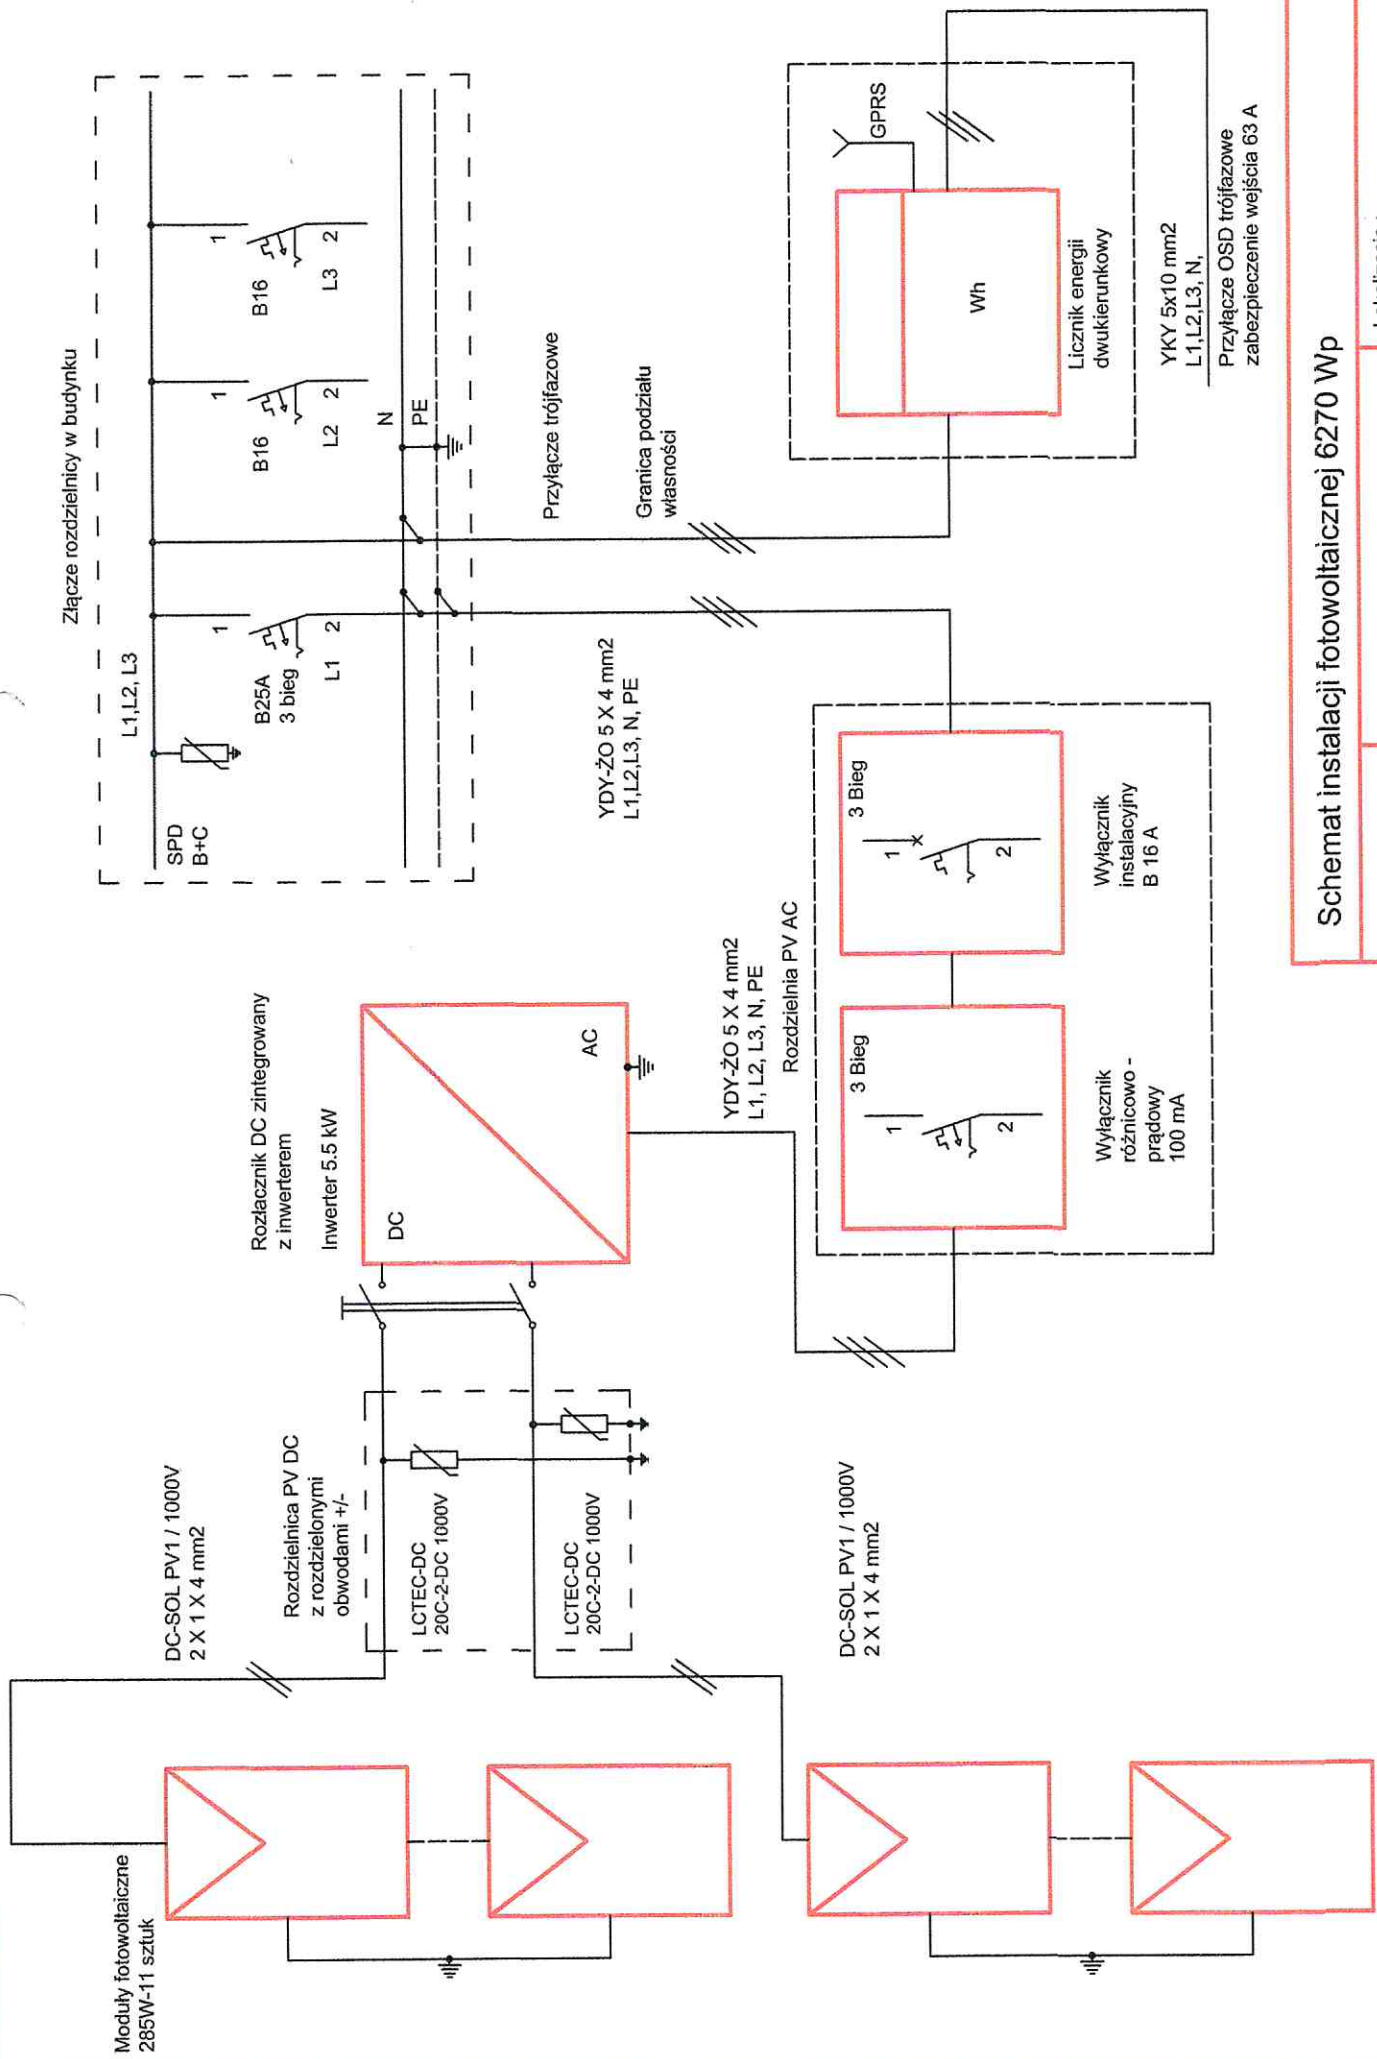 Moduły fotowoltaiczne
285W-11 sztuk
DC-SOL PV1 / 1000V
2 X 1 X 4 mm2
Rozdzielnica PV DC
z rozdzielonymi
obwodami +/-
LCTEC-DC
20C-2-DC 1000V
LCTEC-DC
20C-2-DC 1000V
DC-SOL PV1 / 1000V
2 X 1 X 4 mm2
Rozłacznik DC zintegrowany
z inwerterem
Inwerter 5.5 kW
DC
AC
YDY-ŻO 5 X 4 mm2
L1, L2, L3, N, PE
Rozdzielnia PV AC
3 Bieg
1
2
Wyłącznik
różnicowo -
prądowy
100 mA
3 Bieg
1
2
Wyłącznik
instalacyjny
B 16 A
Złącze rozdzielnicy w budynku
L1,L2, L3
SPD
B+C
B25A
3 bieg
1
2
L1
B16
1
2
L2
B16
1
2
L3
N
PE
YDY-ŻO 5 X 4 mm2
L1,L2,L3, N, PE
Przyłącze trójfazowe
Granica podziału
własności
GPRS
Wh
Licznik energii
dwukierunkowy
YKY 5x10 mm2
L1,L2,L3, N,
Przyłącze OSD trójfazowe
zabezpieczenie wejścia 63 A
Schemat instalacji fotowoltaicznej 6270 Wp